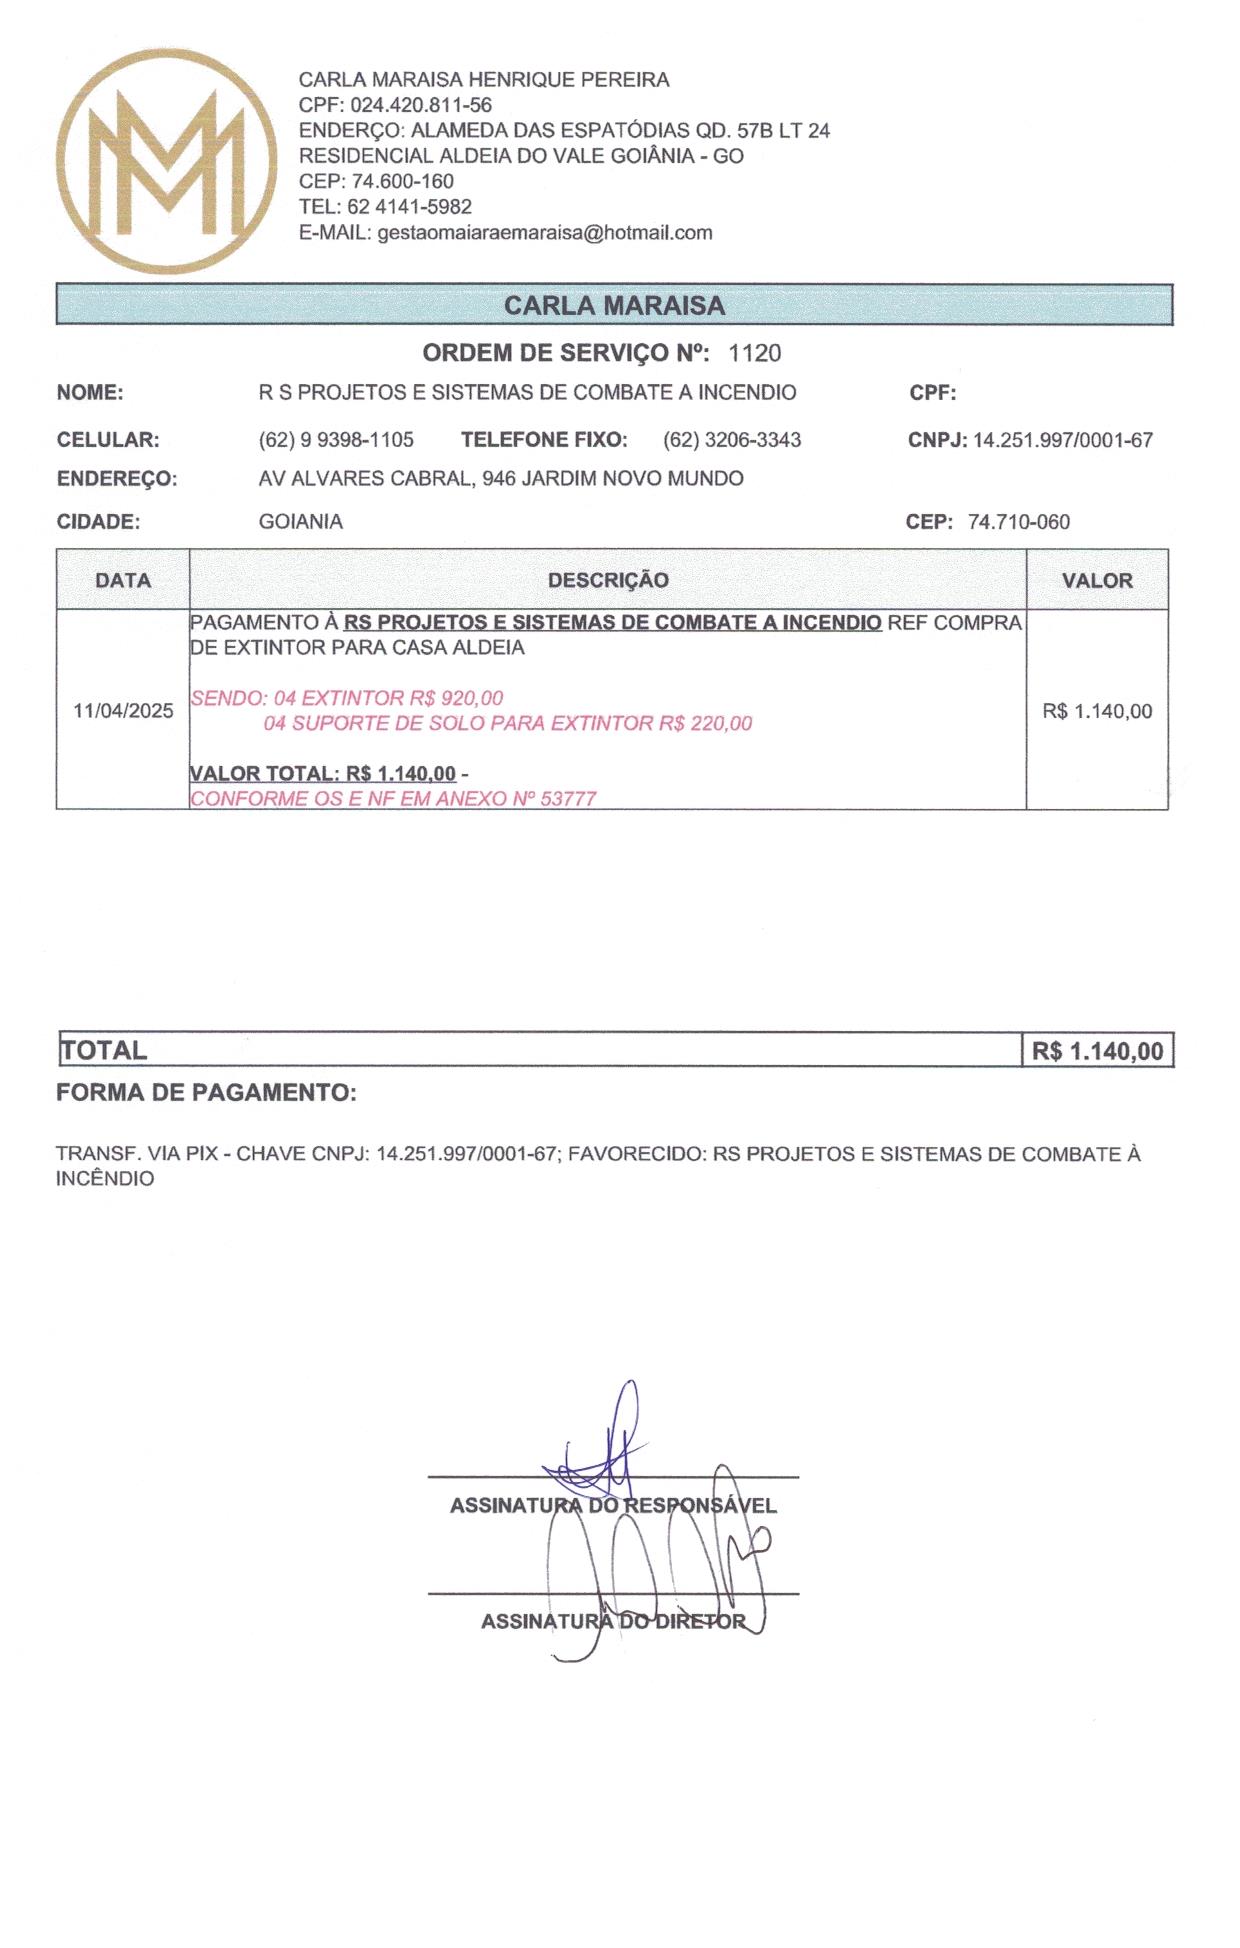 CARLA MARAISA HENRIQUE PEREIRA
CPF: 024.420.811-56
ENDERÇO: ALAMEDA DAS ESPATÓDIAS QD. 57B LT 24
RESIDENCIAL ALDEIA DO VALE GOIÂNIA - GO
CEP: 74.600-160
TEL: 62 4141-5982
E-MAIL: gestaomaiaraemaraisa@hotmail.com
CARLA MARAISA
ORDEM DE SERVIÇO Nº: 1120
NOME: R S PROJETOS E SISTEMAS DE COMBATE A INCENDIO CPF:
CELULAR: (62) 9 9398-1105 TELEFONE FIXO: (62) 3206-3343 CNPJ: 14.251.997/0001-67
ENDEREÇO: AV ALVARES CABRAL, 946 JARDIM NOVO MUNDO
CIDADE: GOIANIA CEP: 74.710-060
DATA DESCRIÇÃO VALOR
PAGAMENTO À RS PROJETOS E SISTEMAS DE COMBATE A INCENDIO REF COMPRA
DE EXTINTOR PARA CASA ALDEIA
SENDO: 04 EXTINTOR R$ 920,00
11/04/2025 R$ 1.140,00
04 SUPORTE DE SOLO PARA EXTINTOR R$ 220,00
VALOR TOTAL: R$ 1.140,00 -
CONFORME OS E NF EM ANEXO Nº 53777
TOTAL R$ 1.140,00
FORMA DE PAGAMENTO:
TRANSF. VIA PIX - CHAVE CNPJ: 14.251.997/0001-67; FAVORECIDO: RS PROJETOS E SISTEMAS DE COMBATE À
INCÊNDIO
ASSINATURA DO RESPONSÁVEL
ASSINATURA DO DIRETOR